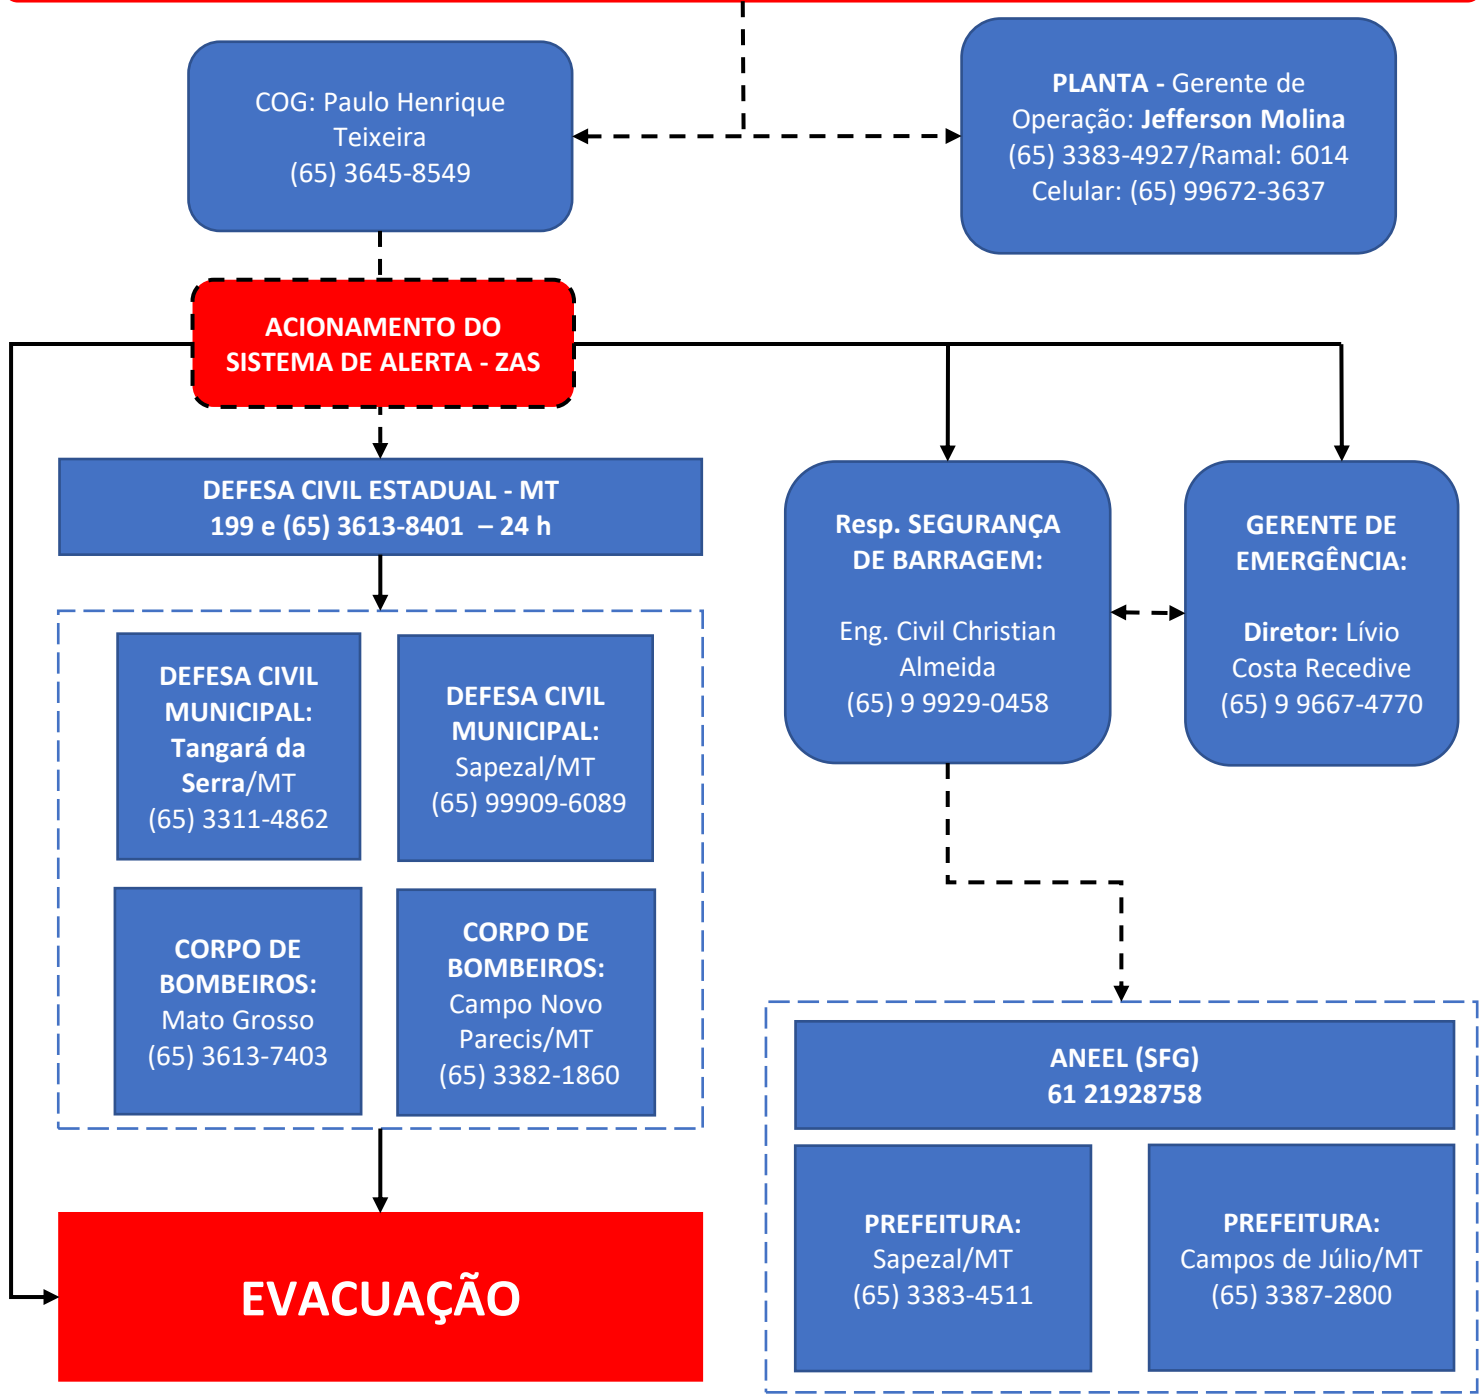 COG: Paulo Henrique
Teixeira
(65) 3645-8549
PLANTA - Gerente de
Operação: Jefferson Molina
(65) 3383-4927/Ramal: 6014
Celular: (65) 99672-3637
ACIONAMENTO DO
SISTEMA DE ALERTA - ZAS
DEFESA CIVIL ESTADUAL - MT
199 e (65) 3613-8401 – 24 h
Resp. SEGURANÇA
DE BARRAGEM:
Eng. Civil Christian
Almeida
(65) 9 9929-0458
GERENTE DE
EMERGÊNCIA:
Diretor: Lívio
Costa Recedive
(65) 9 9667-4770
DEFESA CIVIL
MUNICIPAL:
Tangará da
Serra/MT
(65) 3311-4862
DEFESA CIVIL
MUNICIPAL:
Sapezal/MT
(65) 99909-6089
CORPO DE
BOMBEIROS:
Mato Grosso
(65) 3613-7403
CORPO DE
BOMBEIROS:
Campo Novo
Parecis/MT
(65) 3382-1860
ANEEL (SFG)
61 21928758
PREFEITURA:
Sapezal/MT
(65) 3383-4511
PREFEITURA:
Campos de Júlio/MT
(65) 3387-2800
EVACUAÇÃO